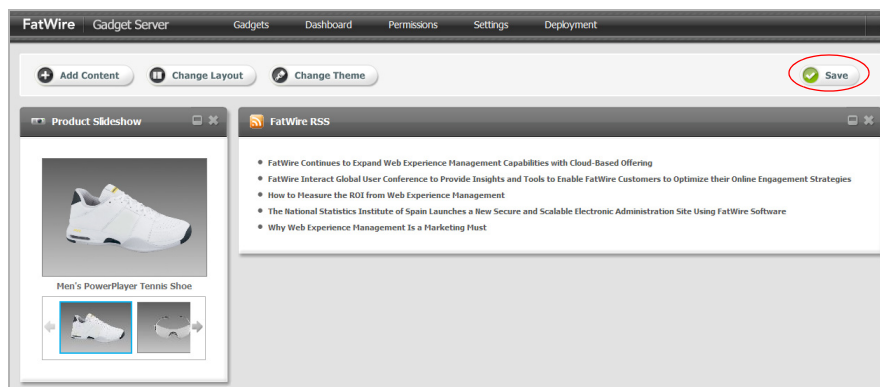 FatWire Gadget Server Gadgets Dashboard Permissions Settings Deployment
Add Content Change Layout Change Theme Save
Product Slideshow
FatWire RSS
FatWire Continues to Expand Web Experience Management Capabilities with Cloud-Based Offering
FatWire Interact Global User Conference to Provide Insights and Tools to Enable FatWire Customers to Optimize their Online Engagement Strategies
How to Measure the ROI from Web Experience Management
The National Statistics Institute of Spain Launches a New Secure and Scalable Electronic Administration Site Using FatWire Software
Why Web Experience Management Is a Marketing Must
Men's PowerPlayer Tennis Shoe